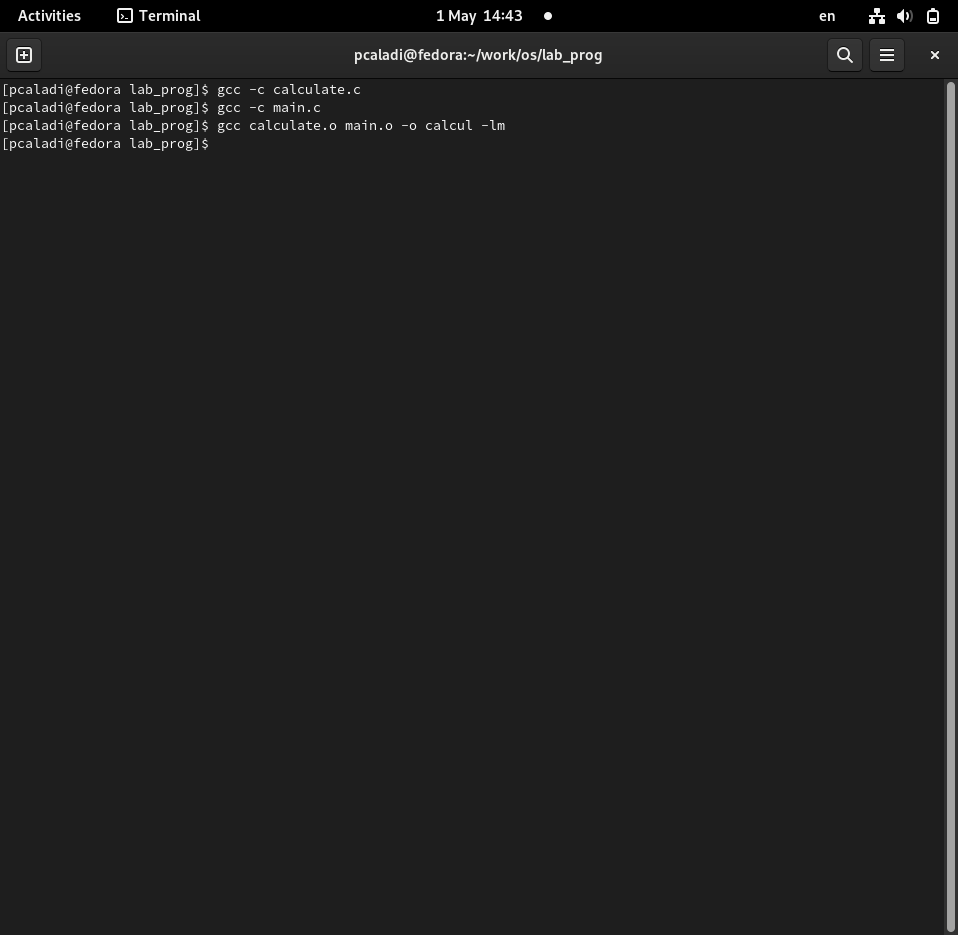 Activities Terminal 1 May 14:43 en
pcaladi@fedora:~/work/os/lab_prog
[pcaladi@fedora lab_prog]$ gcc -c calculate.c
[pcaladi@fedora lab_prog]$ gcc -c main.c
[pcaladi@fedora lab_prog]$ gcc calculate.o main.o -o calcul -lm
[pcaladi@fedora lab_prog]$